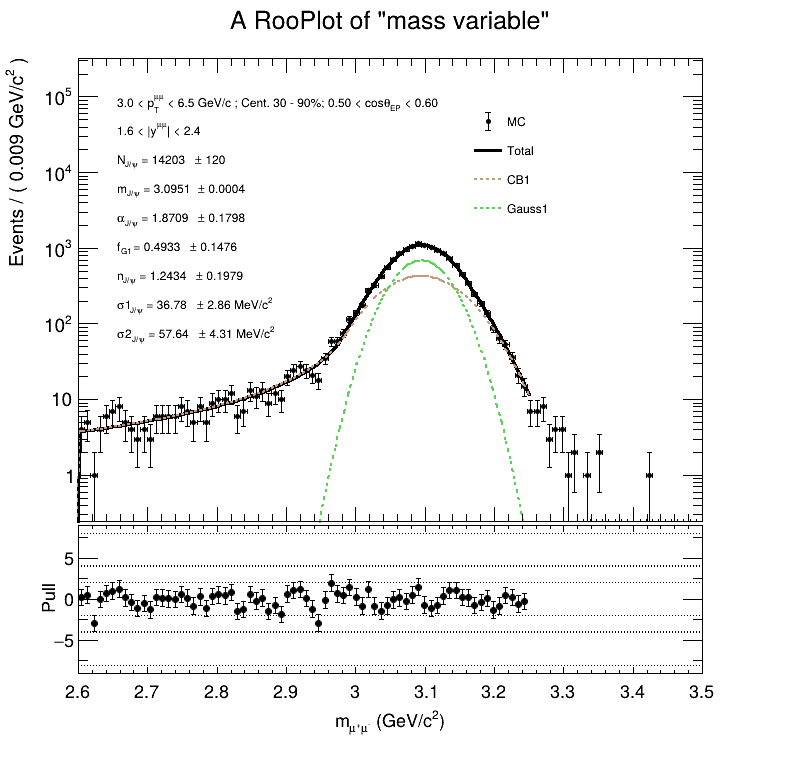 A RooPlot of "mass variable"
Events / ( 0.009 GeV/c² )
10⁵
10⁴
10³
10²
10
1
3.0 < p_T^μμ < 6.5 GeV/c ; Cent. 30 - 90%; 0.50 < cosθ_EP < 0.60
1.6 < |y^μμ| < 2.4
N_J/ψ = 14203 ± 120
m_J/ψ = 3.0951 ± 0.0004
α_J/ψ = 1.8709 ± 0.1798
f_G1 = 0.4933 ± 0.1476
n_J/ψ = 1.2434 ± 0.1979
σ1_J/ψ = 36.78 ± 2.86 MeV/c²
σ2_J/ψ = 57.64 ± 4.31 MeV/c²
MC
Total
CB1
Gauss1
Pull
5
0
−5
2.6 2.7 2.8 2.9 3 3.1 3.2 3.3 3.4 3.5
m_μ⁺μ⁻ (GeV/c²)